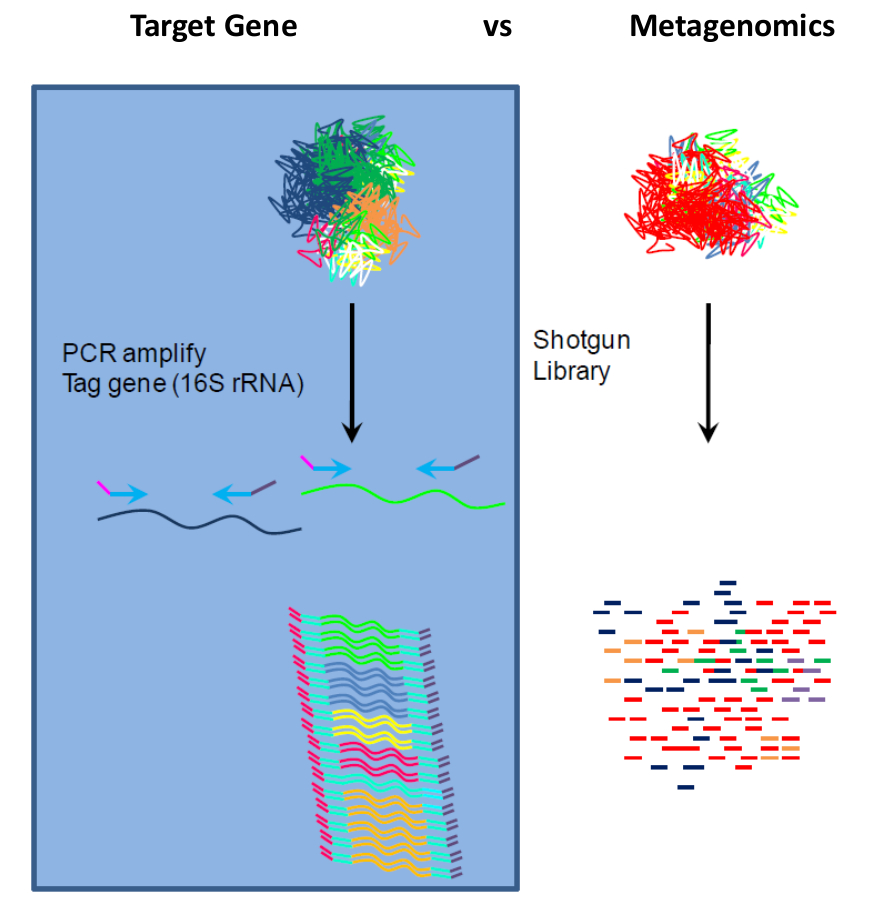 Target Gene vs Metagenomics
PCR amplify
Tag gene (16S rRNA)
Shotgun
Library